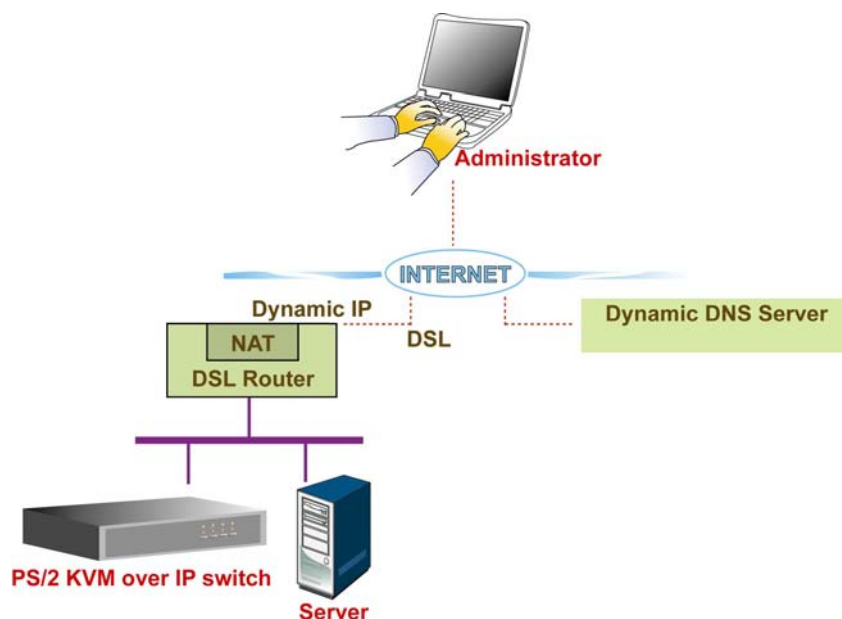 Administrator
INTERNET
Dynamic IP
Dynamic DNS Server
NAT
DSL
DSL Router
PS/2 KVM over IP switch
Server